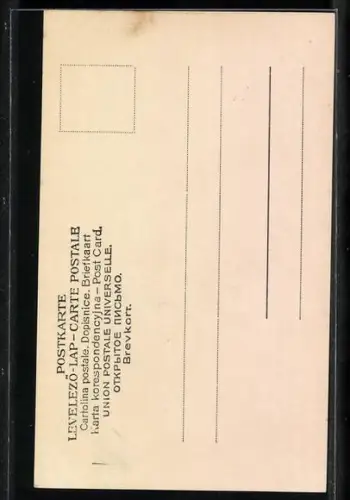 POSTKARTE
LEVELEZŐ-LAP – CARTE POSTALE
Cartolina postale. Dopisnice. Briefkaart
Karta korespondencyjna – Post Card.
UNION POSTALE UNIVERSELLE.
ОТКРЫТОЕ ПИСЬМО.
Brevkort.